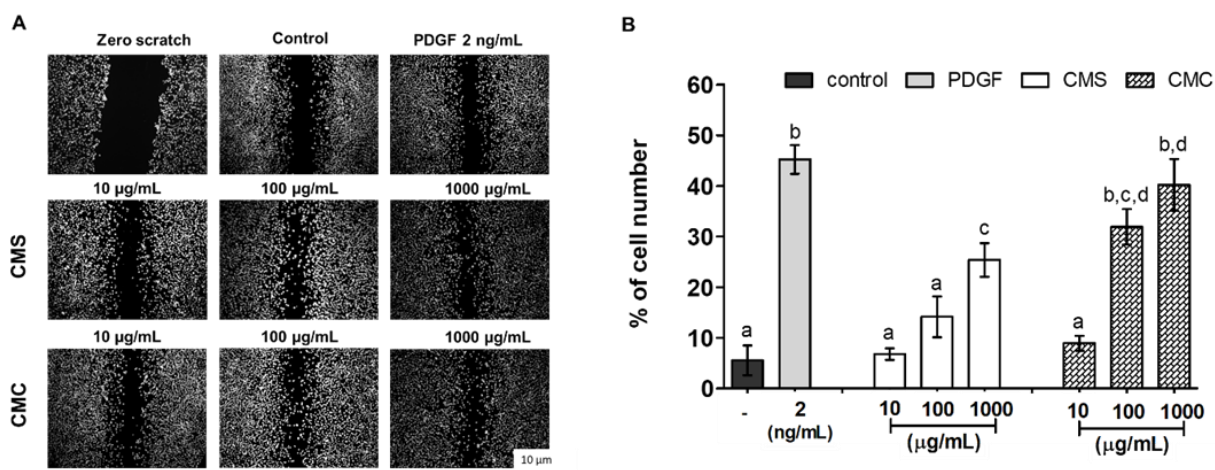 A
Zero scratch
Control
PDGF 2 ng/mL
10 µg/mL
100 µg/mL
1000 µg/mL
CMS
10 µg/mL
100 µg/mL
1000 µg/mL
CMC
10 µm
B
control
PDGF
CMS
CMC
% of cell number
60
50
40
30
20
10
0
a
b
a
a
c
a
b,c,d
b,d
-
2
10
100
1000
10
100
1000
(ng/mL)
(µg/mL)
(µg/mL)